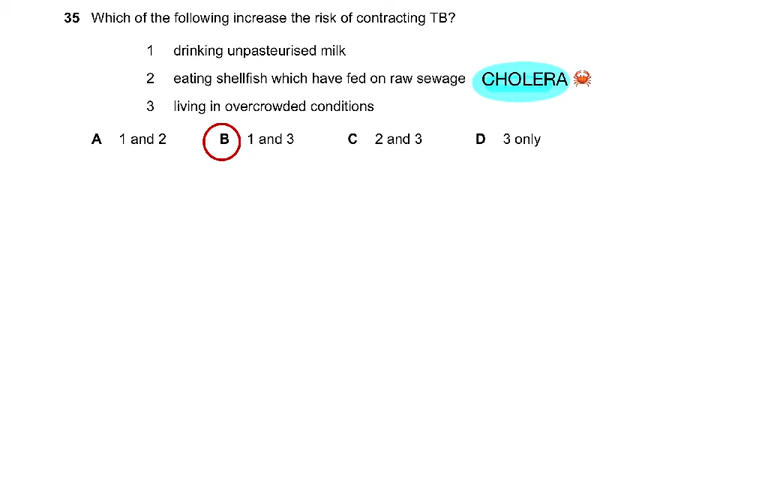 35 Which of the following increase the risk of contracting TB?
1 drinking unpasteurised milk
2 eating shellfish which have fed on raw sewage CHOLERA 🦀
3 living in overcrowded conditions
A 1 and 2 B 1 and 3 C 2 and 3 D 3 only